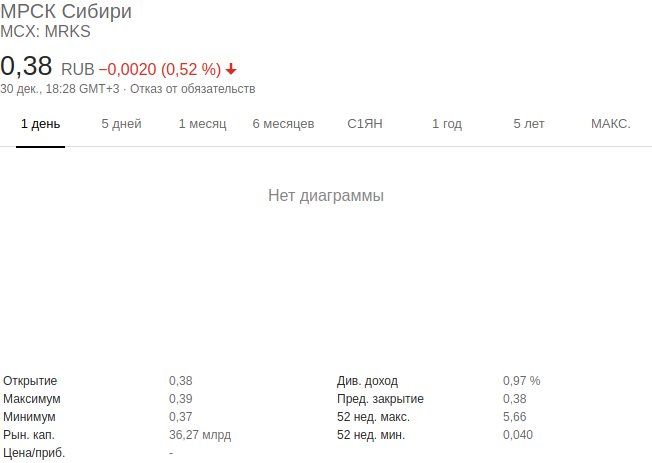 МРСК Сибири
MCX: MRKS
0,38 RUB −0,0020 (0,52 %)
30 дек., 18:28 GMT+3 · Отказ от обязательств
1 день 5 дней 1 месяц 6 месяцев С1ЯН 1 год 5 лет МАКС.
Нет диаграммы
Открытие 0,38 Див. доход 0,97 %
Максимум 0,39 Пред. закрытие 0,38
Минимум 0,37 52 нед. макс. 5,66
Рын. кап. 36,27 млрд 52 нед. мин. 0,040
Цена/приб. -